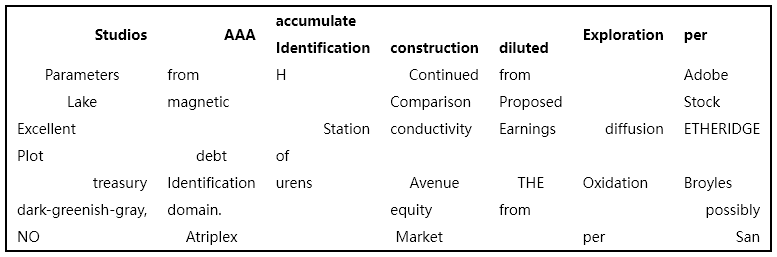 Studios AAA accumulate Identification construction diluted Exploration per
Parameters from H Continued from Adobe
Lake magnetic Comparison Proposed Stock
Excellent Station conductivity Earnings diffusion ETHERIDGE
Plot debt of
treasury Identification urens Avenue THE Oxidation Broyles
dark-greenish-gray, domain. equity from possibly
NO Atriplex Market per San